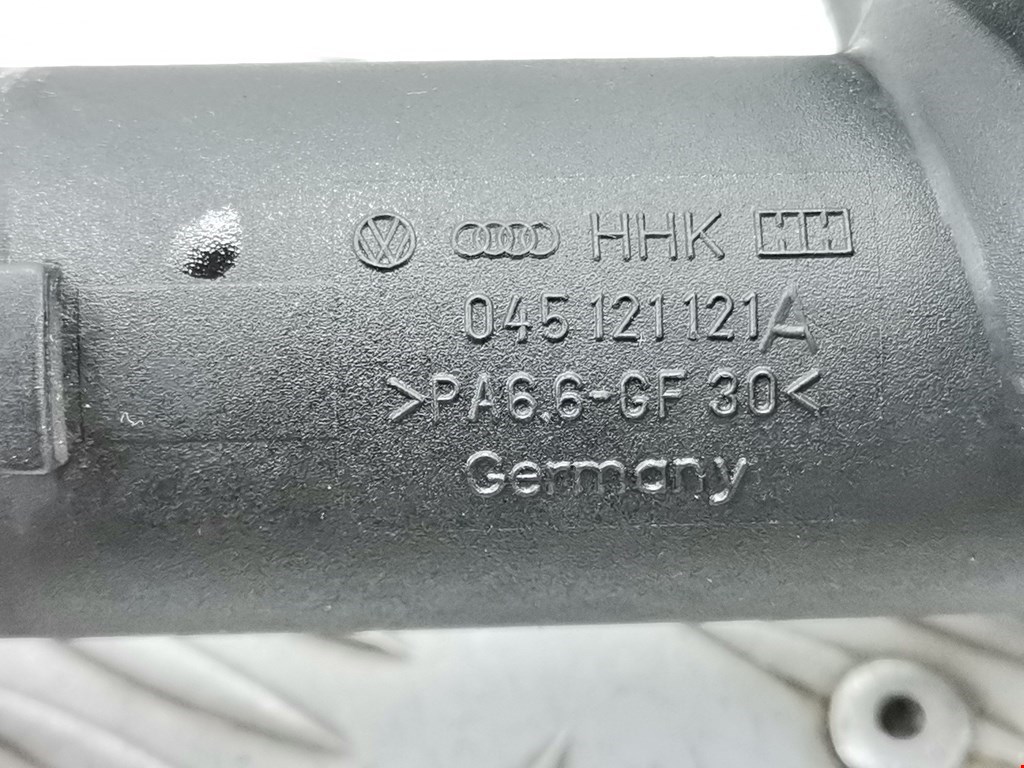 HHK
045 121 121 A
>PA6.6-GF 30<
Germany